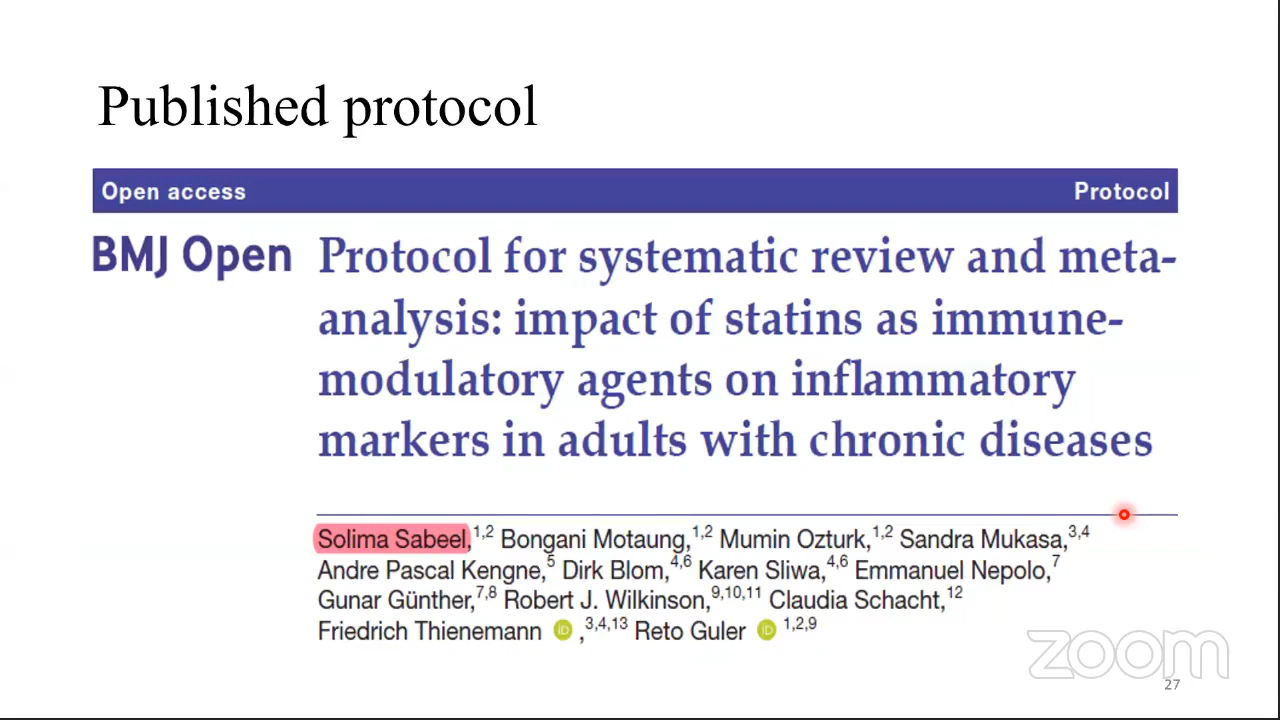 Published protocol
Open access Protocol
BMJ Open Protocol for systematic review and meta-
analysis: impact of statins as immune-
modulatory agents on inflammatory
markers in adults with chronic diseases
Solima Sabeel,1,2 Bongani Motaung,1,2 Mumin Ozturk,1,2 Sandra Mukasa,3,4
Andre Pascal Kengne,5 Dirk Blom,4,6 Karen Sliwa,4,6 Emmanuel Nepolo,7
Gunar Günther,7,8 Robert J. Wilkinson,9,10,11 Claudia Schacht,12
Friedrich Thienemann iD ,3,4,13 Reto Guler iD 1,2,9
zoom
27